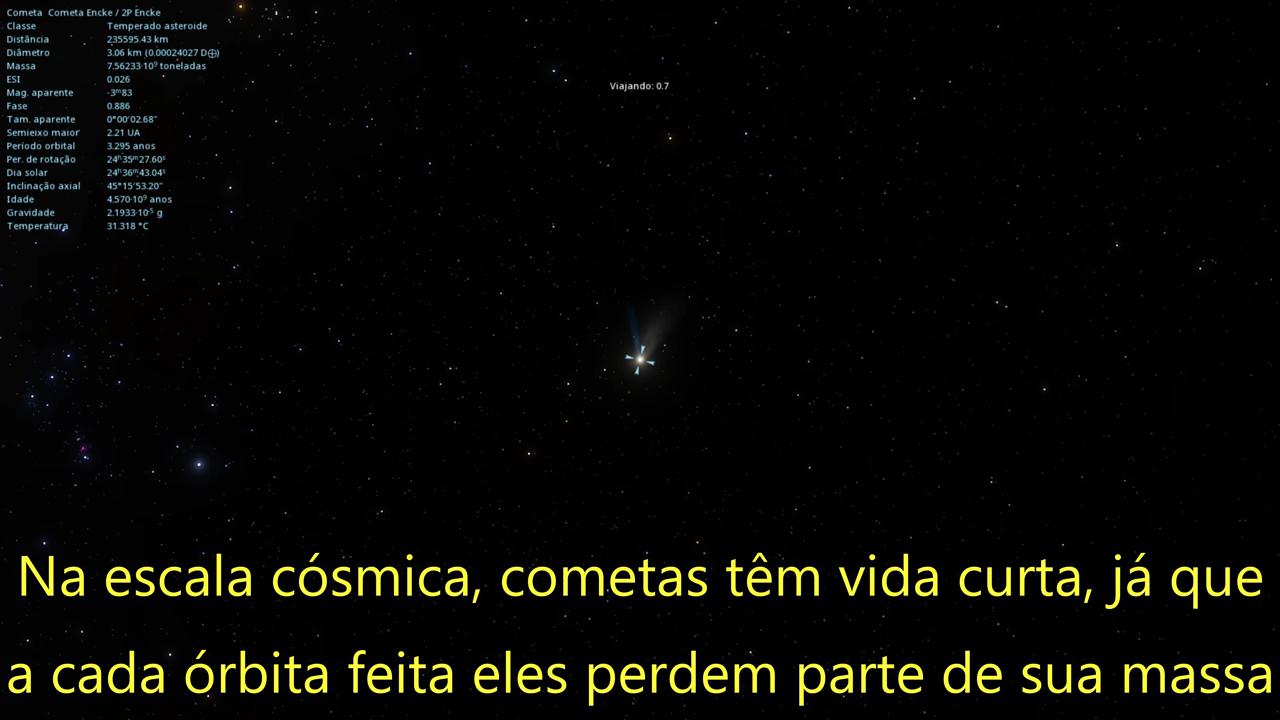 Cometa Cometa Encke / 2P Encke
Classe Temperado asteroide
Distância 235595.43 km
Diâmetro 3.06 km (0.00024027 D⊕)
Massa 7.56233·10⁹ toneladas
ESI 0.026
Mag. aparente -3ᵐ83
Fase 0.886
Tam. aparente 0°00'02.68"
Semieixo maior 2.21 UA
Período orbital 3.295 anos
Per. de rotação 24ʰ35ᵐ27.60ˢ
Dia solar 24ʰ36ᵐ43.04ˢ
Inclinação axial 45°15'53.20"
Idade 4.570·10⁹ anos
Gravidade 2.1933·10⁻⁵ g
Temperatura 31.318 °C
Viajando: 0.7
Na escala cósmica, cometas têm vida curta, já que
a cada órbita feita eles perdem parte de sua massa